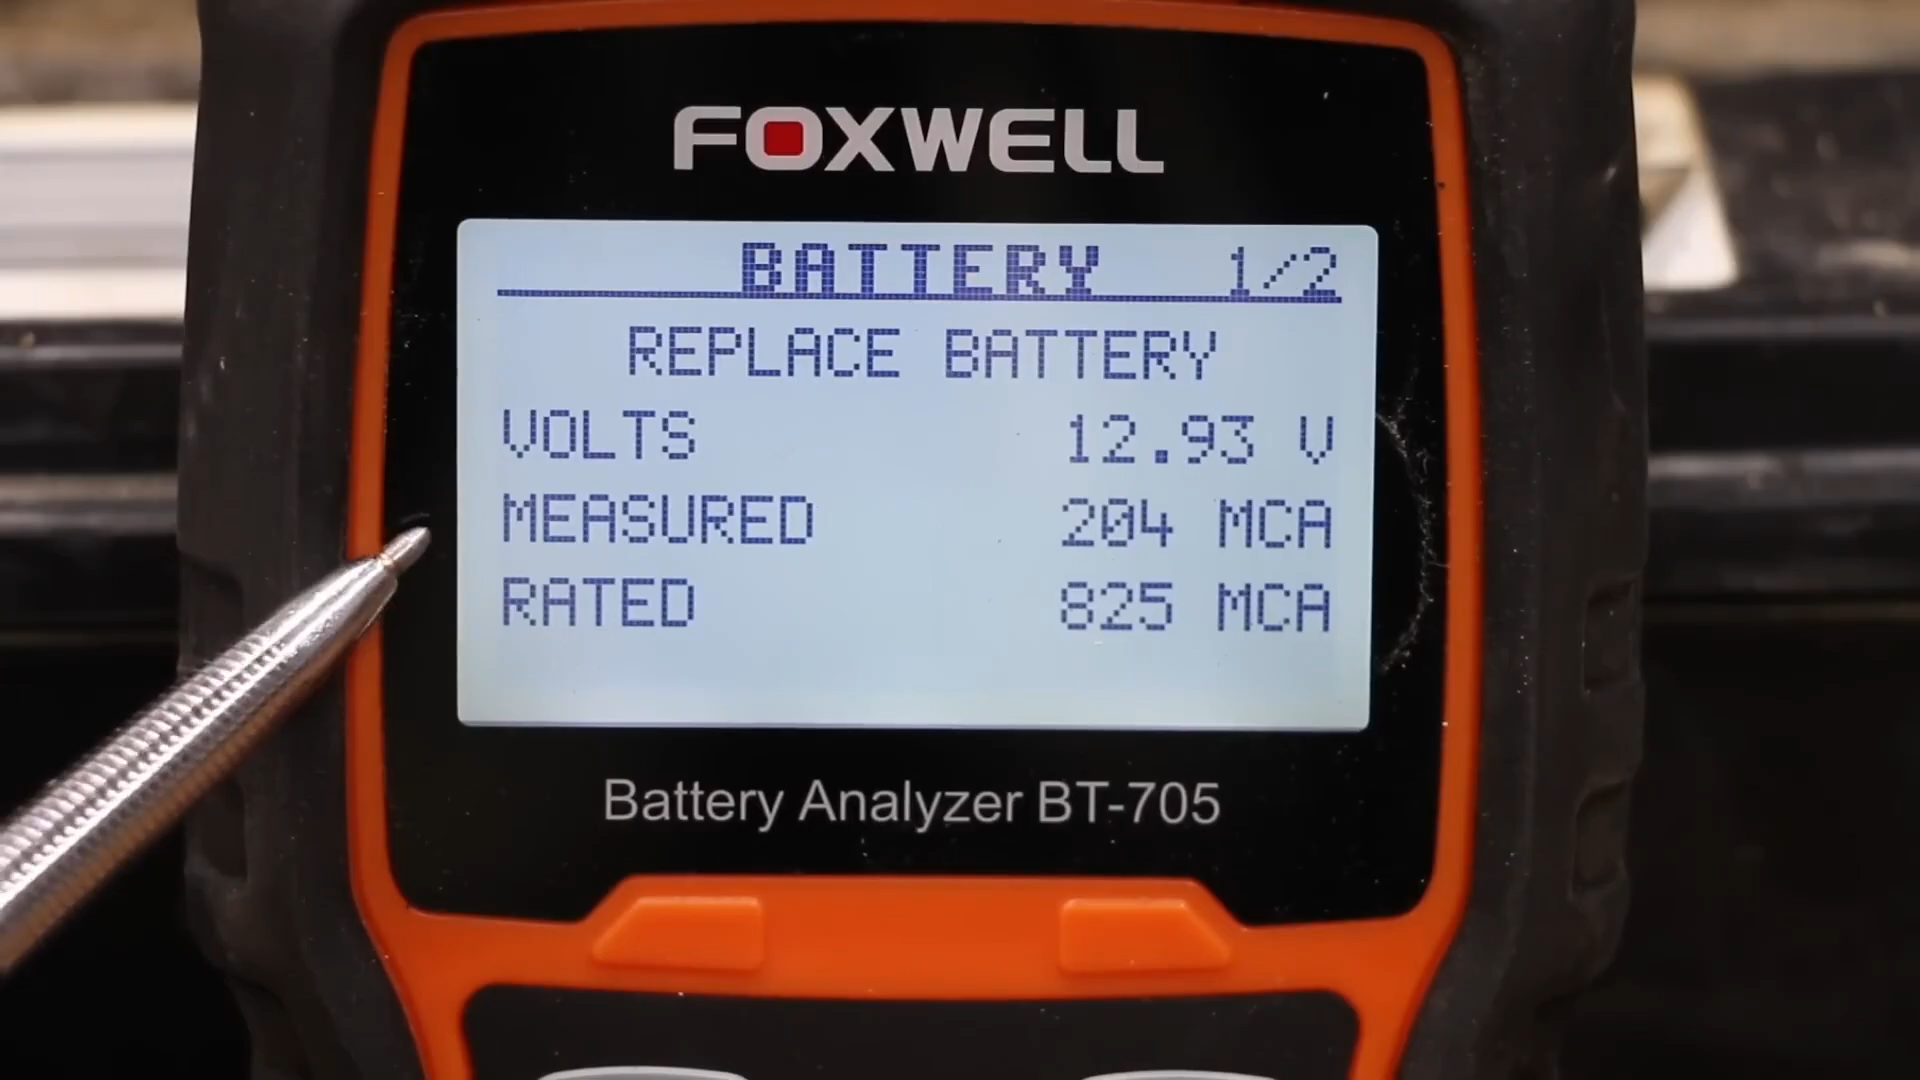 FOXWELL
BATTERY 1/2
REPLACE BATTERY
VOLTS 12.93 V
MEASURED 204 MCA
RATED 825 MCA
Battery Analyzer BT-705